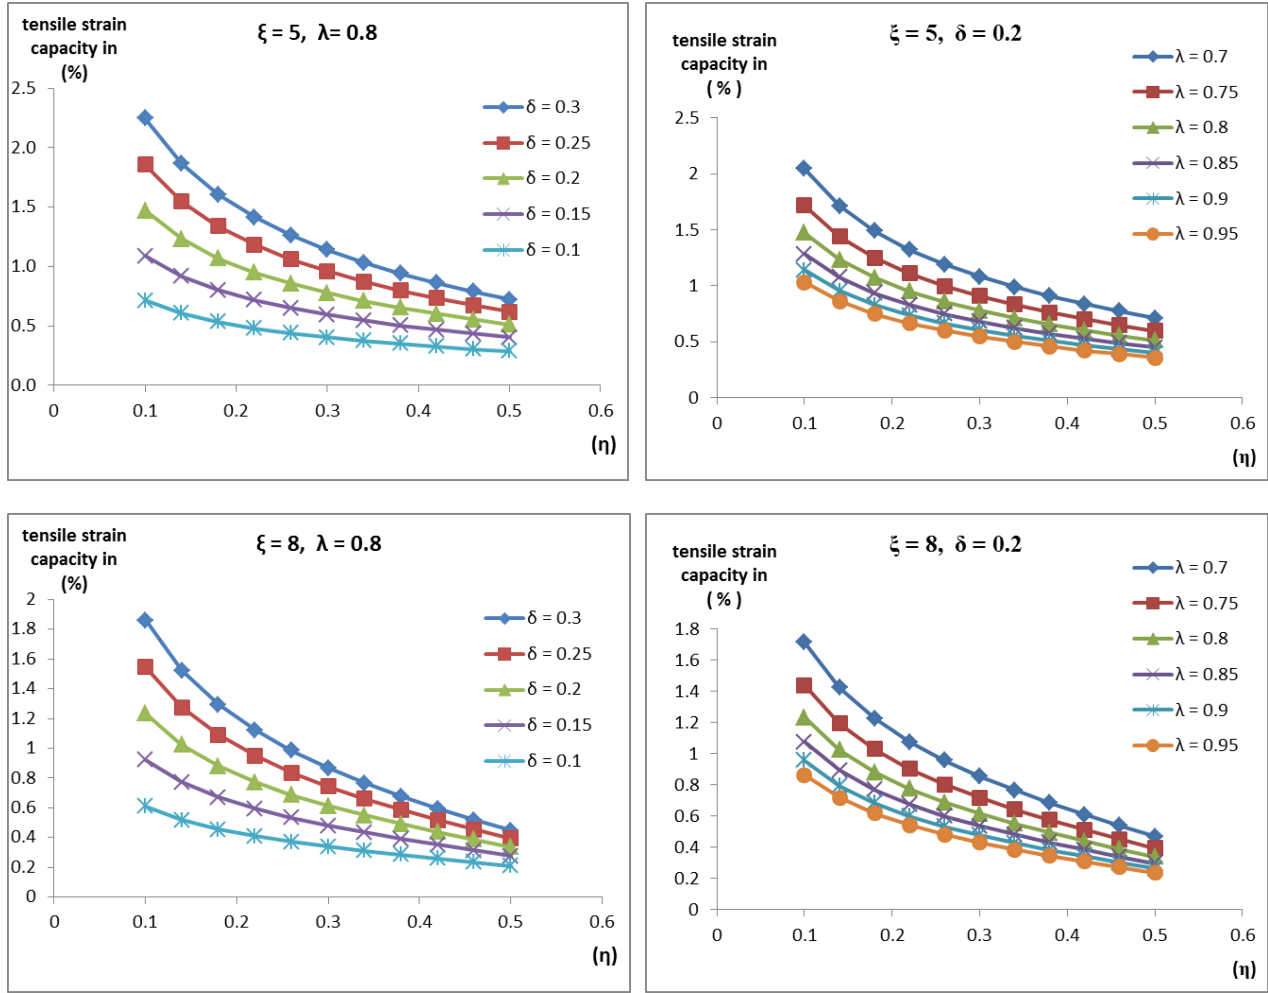 tensile strain
capacity in
(%)
ξ = 5, λ= 0.8
2.5
2.0
1.5
1.0
0.5
0.0
0 0.1 0.2 0.3 0.4 0.5 0.6
(η)
δ = 0.3
δ = 0.25
δ = 0.2
δ = 0.15
δ = 0.1
tensile strain
capacity in
( % )
ξ = 5, δ = 0.2
2.5
2
1.5
1
0.5
0
0 0.1 0.2 0.3 0.4 0.5 0.6
(η)
λ = 0.7
λ = 0.75
λ = 0.8
λ = 0.85
λ = 0.9
λ = 0.95
tensile strain
capacity in
(%)
ξ = 8, λ = 0.8
2
1.8
1.6
1.4
1.2
1
0.8
0.6
0.4
0.2
0
0 0.1 0.2 0.3 0.4 0.5 0.6
(η)
δ = 0.3
δ = 0.25
δ = 0.2
δ = 0.15
δ = 0.1
tensile strain
capacity in
( % )
ξ = 8, δ = 0.2
1.8
1.6
1.4
1.2
1
0.8
0.6
0.4
0.2
0
0 0.1 0.2 0.3 0.4 0.5 0.6
(η)
λ = 0.7
λ = 0.75
λ = 0.8
λ = 0.85
λ = 0.9
λ = 0.95